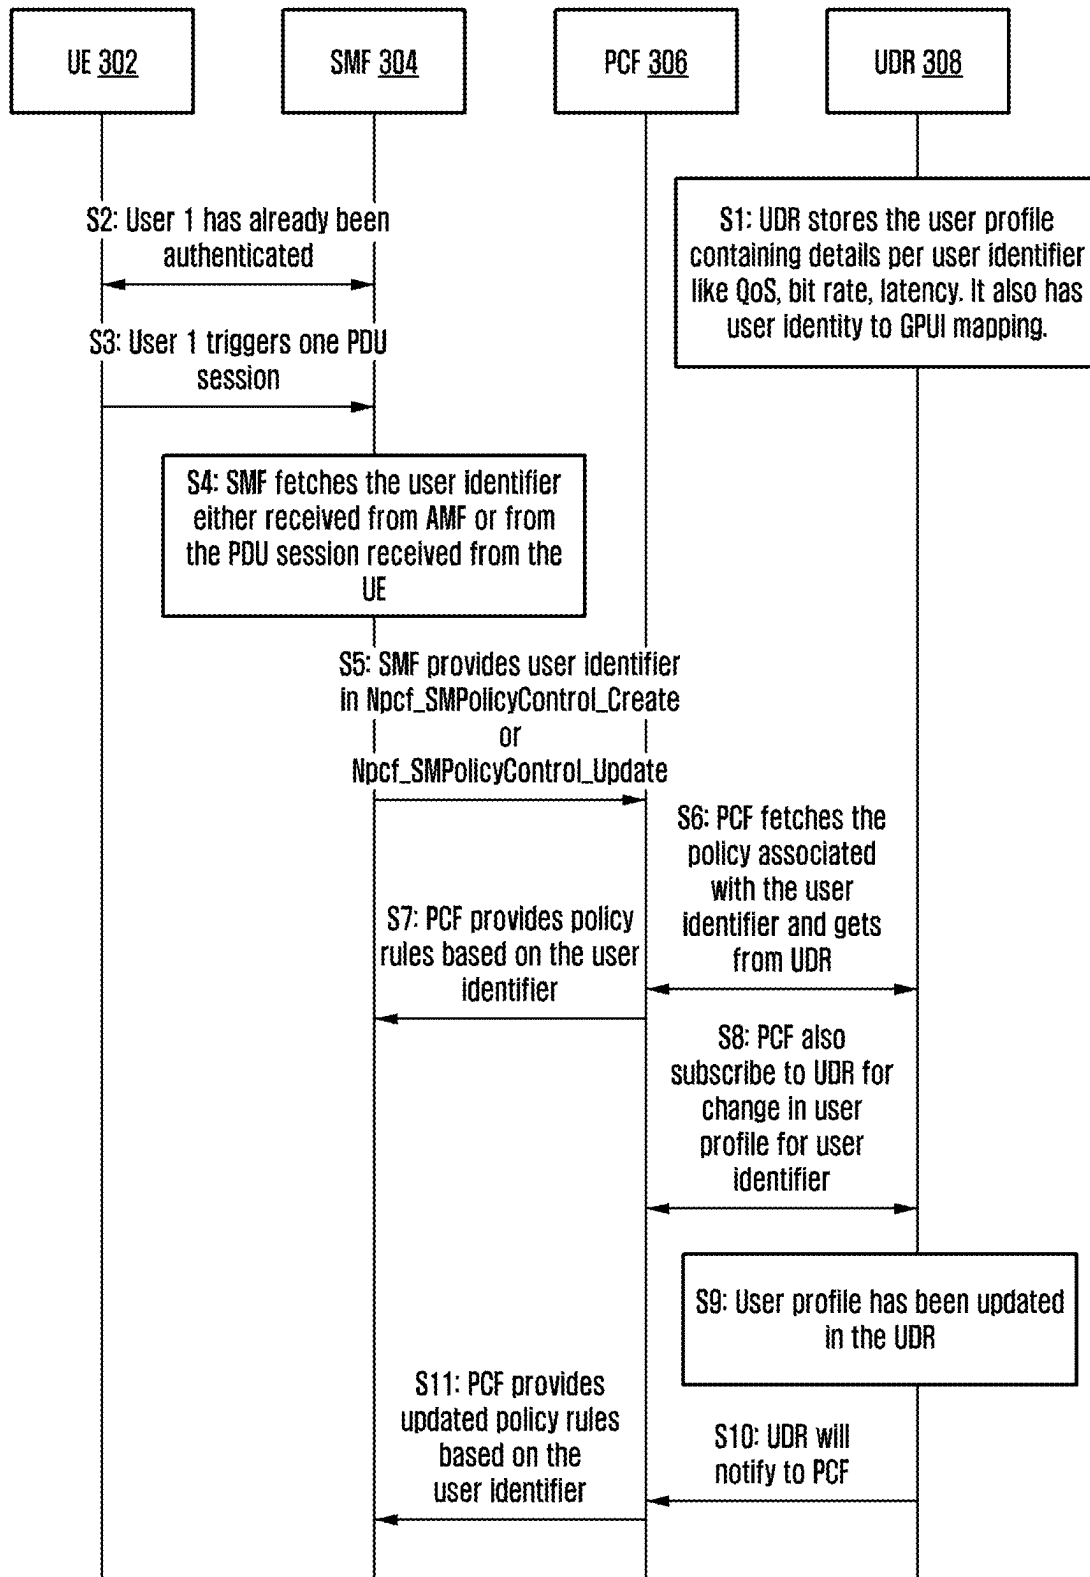 UE 302
SMF 304
PCF 306
UDR 308
S1: UDR stores the user profile
containing details per user identifier
like QoS, bit rate, latency. It also has
user identity to GPUI mapping.
S2: User 1 has already been
authenticated
S3: User 1 triggers one PDU
session
S4: SMF fetches the user identifier
either received from AMF or from
the PDU session received from the
UE
S5: SMF provides user identifier
in Npcf_SMPolicyControl_Create
or
Npcf_SMPolicyControl_Update
S6: PCF fetches the
policy associated
with the user
identifier and gets
from UDR
S7: PCF provides policy
rules based on the user
identifier
S8: PCF also
subscribe to UDR for
change in user
profile for user
identifier
S9: User profile has been updated
in the UDR
S10: UDR will
notify to PCF
S11: PCF provides
updated policy rules
based on the
user identifier